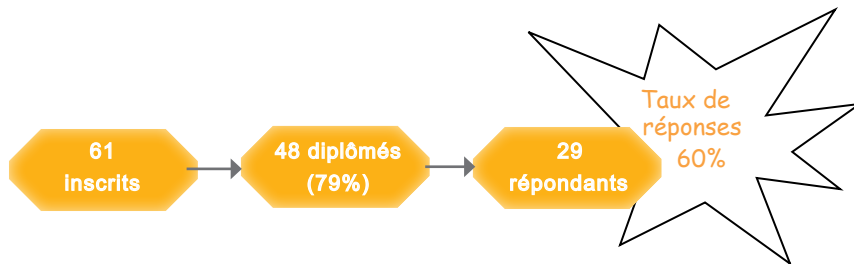 61
inscrits
48 diplômés
(79%)
29
répondants
Taux de
réponses
60%